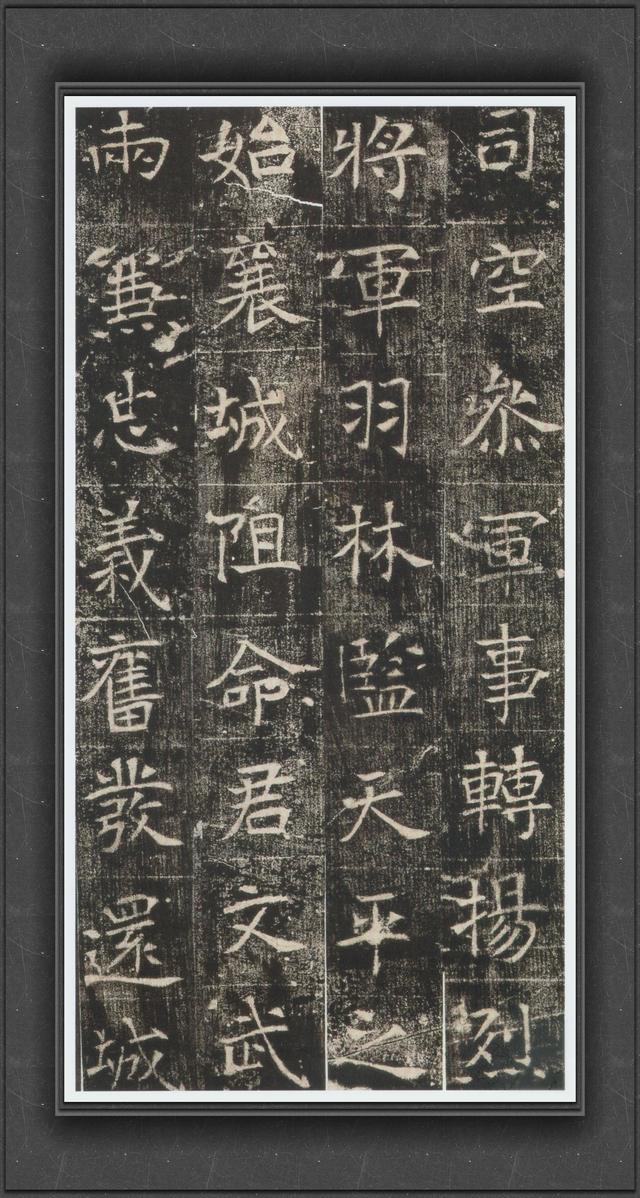 司空叅軍事轉揚烈
將軍羽林監天平之
始襄城阻命君文武
兩兼忠義奮發還城